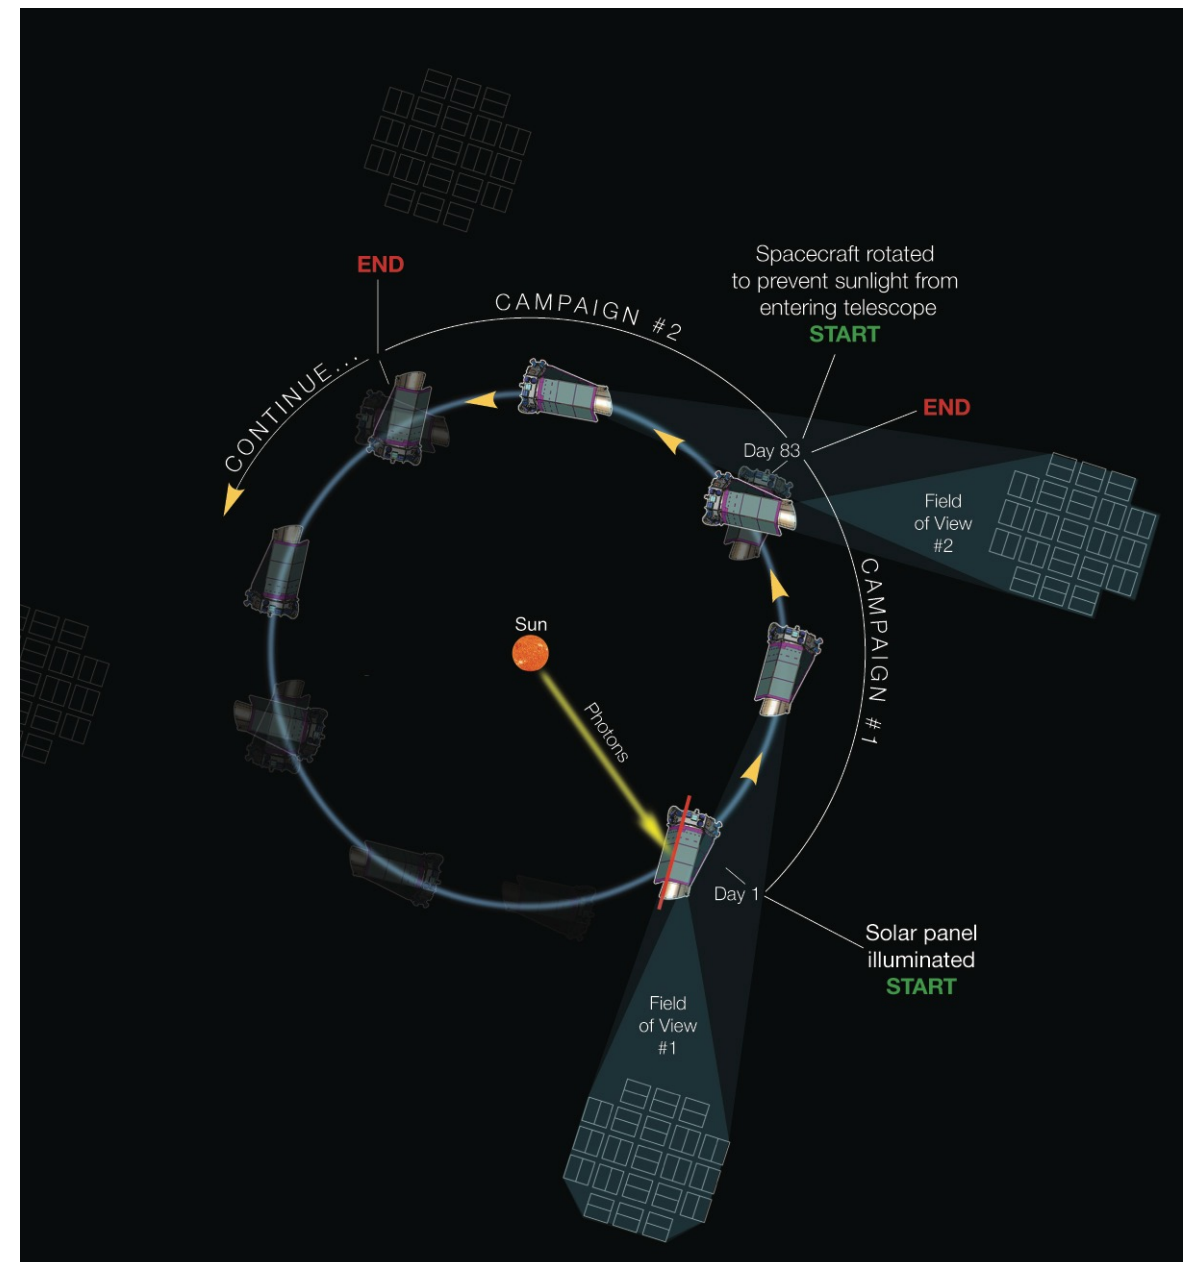 END
CAMPAIGN #2
CONTINUE...
Spacecraft rotated
to prevent sunlight from
entering telescope
START
END
Day 83
Field
of View
#2
CAMPAIGN #1
Sun
Photons
Day 1
Solar panel
illuminated
START
Field
of View
#1